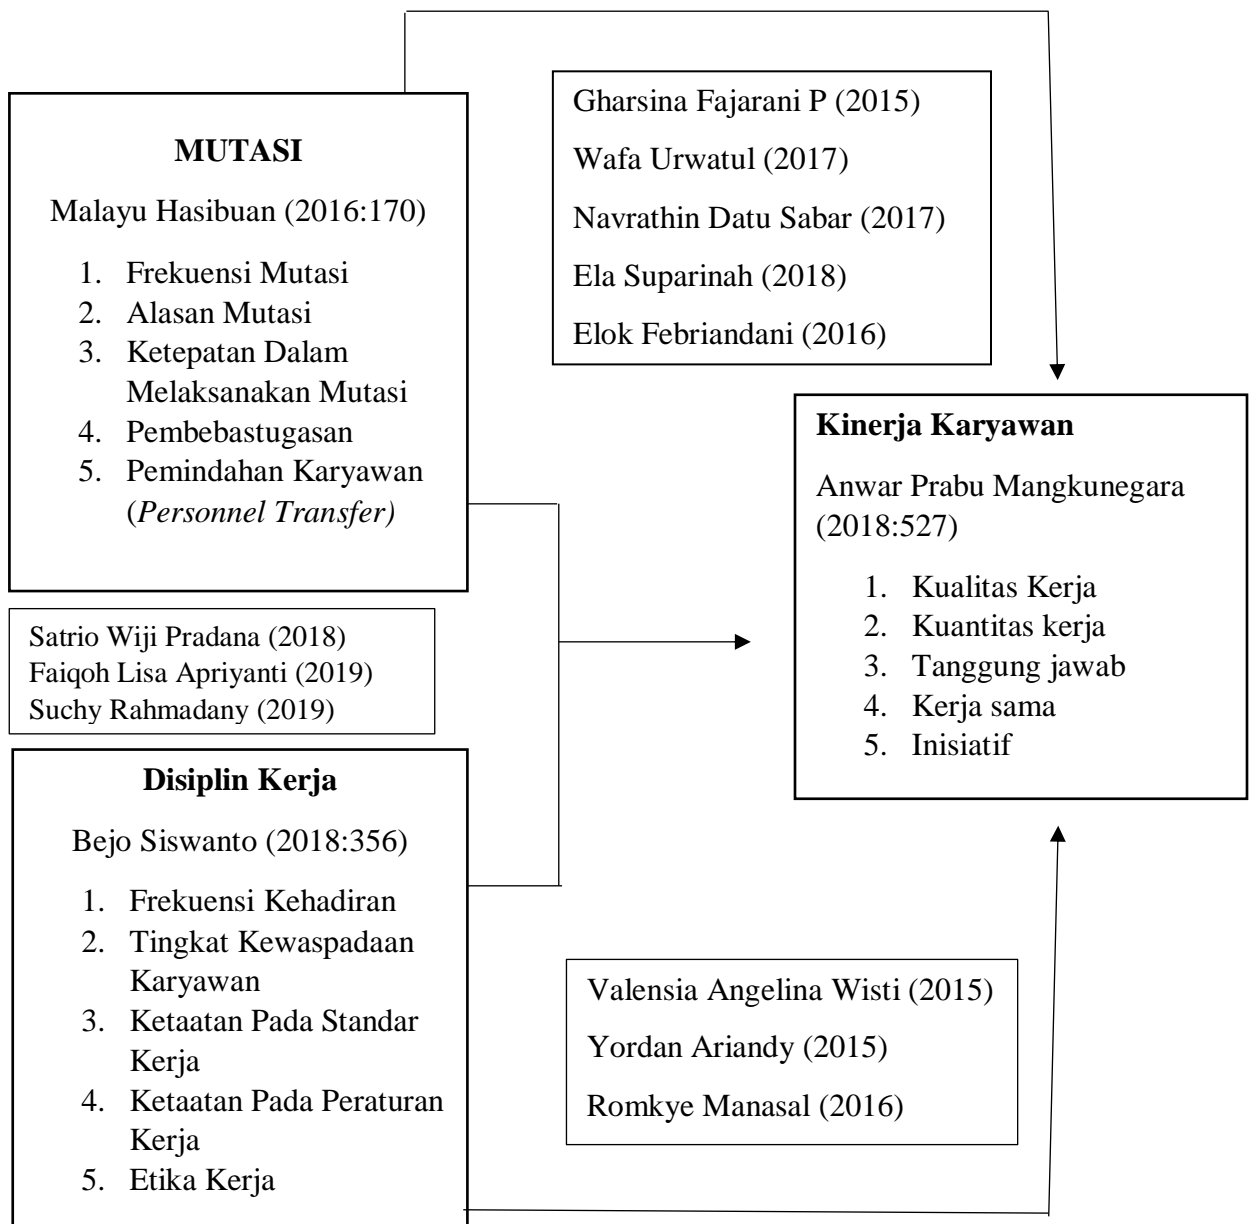 MUTASI
Malayu Hasibuan (2016:170)
1. Frekuensi Mutasi
2. Alasan Mutasi
3. Ketepatan Dalam
Melaksanakan Mutasi
4. Pembebastugasan
5. Pemindahan Karyawan
(Personnel Transfer)
Gharsina Fajarani P (2015)
Wafa Urwatul (2017)
Navrathin Datu Sabar (2017)
Ela Suparinah (2018)
Elok Febriandani (2016)
Kinerja Karyawan
Anwar Prabu Mangkunegara
(2018:527)
1. Kualitas Kerja
2. Kuantitas kerja
3. Tanggung jawab
4. Kerja sama
5. Inisiatif
Satrio Wiji Pradana (2018)
Faiqoh Lisa Apriyanti (2019)
Suchy Rahmadany (2019)
Disiplin Kerja
Bejo Siswanto (2018:356)
1. Frekuensi Kehadiran
2. Tingkat Kewaspadaan
Karyawan
3. Ketaatan Pada Standar
Kerja
4. Ketaatan Pada Peraturan
Kerja
5. Etika Kerja
Valensia Angelina Wisti (2015)
Yordan Ariandy (2015)
Romkye Manasal (2016)